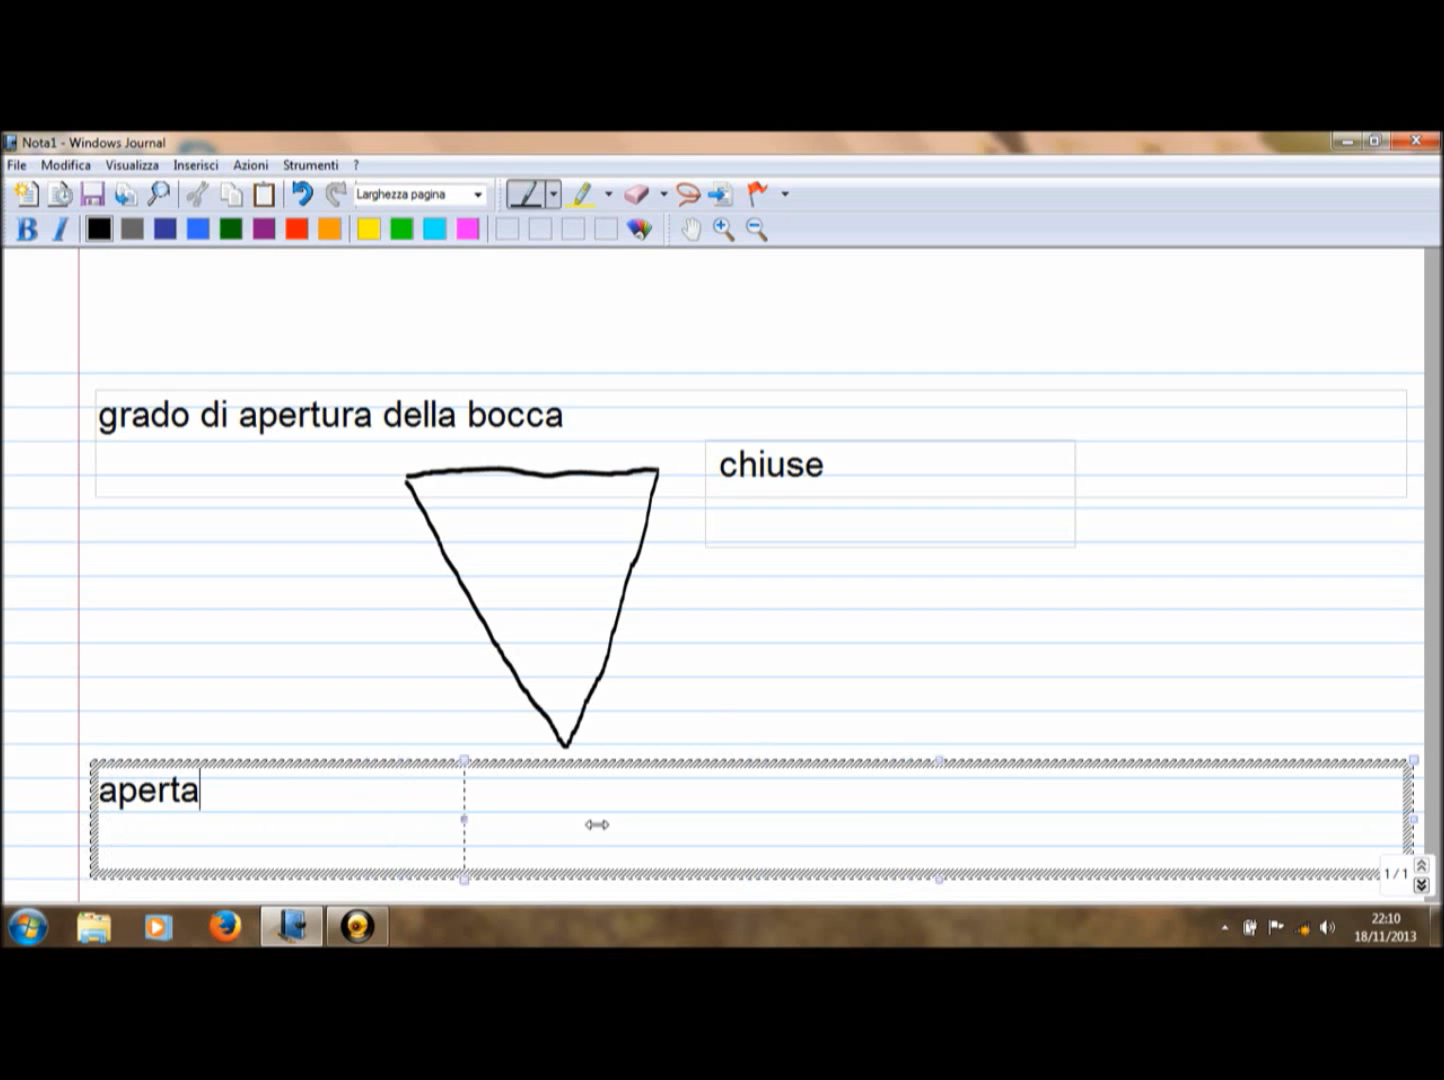 Nota1 - Windows Journal
File Modifica Visualizza Inserisci Azioni Strumenti ?
Larghezza pagina
B I
grado di apertura della bocca
chiuse
aperta
1 / 1
22:10
18/11/2013